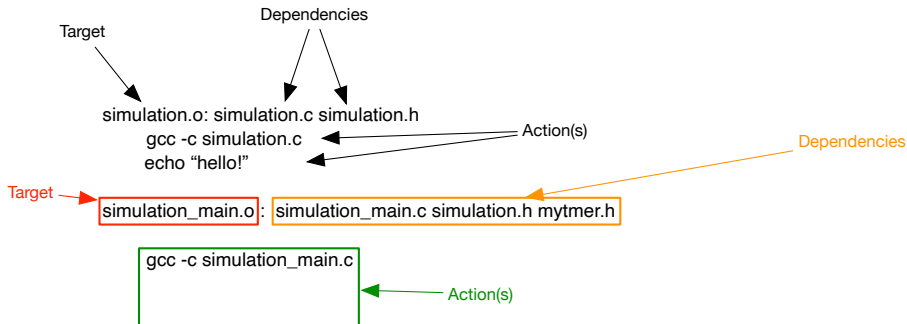 Dependencies
Target
simulation.o: simulation.c simulation.h
gcc -c simulation.c
Action(s)
echo “hello!”
Dependencies
Target
simulation_main.o : simulation_main.c simulation.h mytmer.h
gcc -c simulation_main.c
Action(s)